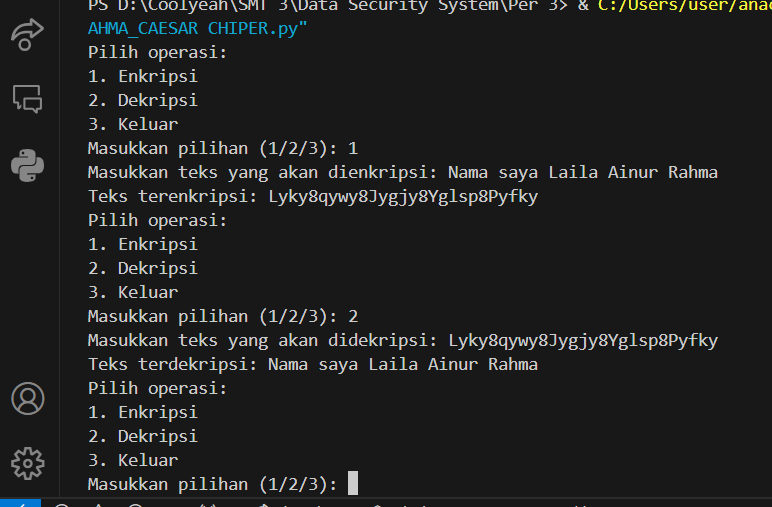 PS D:\Coolyeah\SMT 3\Data Security System\Per 3> & C:/Users/user/anac
AHMA_CAESAR CHIPER.py"
Pilih operasi:
1. Enkripsi
2. Dekripsi
3. Keluar
Masukkan pilihan (1/2/3): 1
Masukkan teks yang akan dienkripsi: Nama saya Laila Ainur Rahma
Teks terenkripsi: Lyky8qywy8Jygjy8Yglsp8Pyfky
Pilih operasi:
1. Enkripsi
2. Dekripsi
3. Keluar
Masukkan pilihan (1/2/3): 2
Masukkan teks yang akan didekripsi: Lyky8qywy8Jygjy8Yglsp8Pyfky
Teks terdekripsi: Nama saya Laila Ainur Rahma
Pilih operasi:
1. Enkripsi
2. Dekripsi
3. Keluar
Masukkan pilihan (1/2/3):